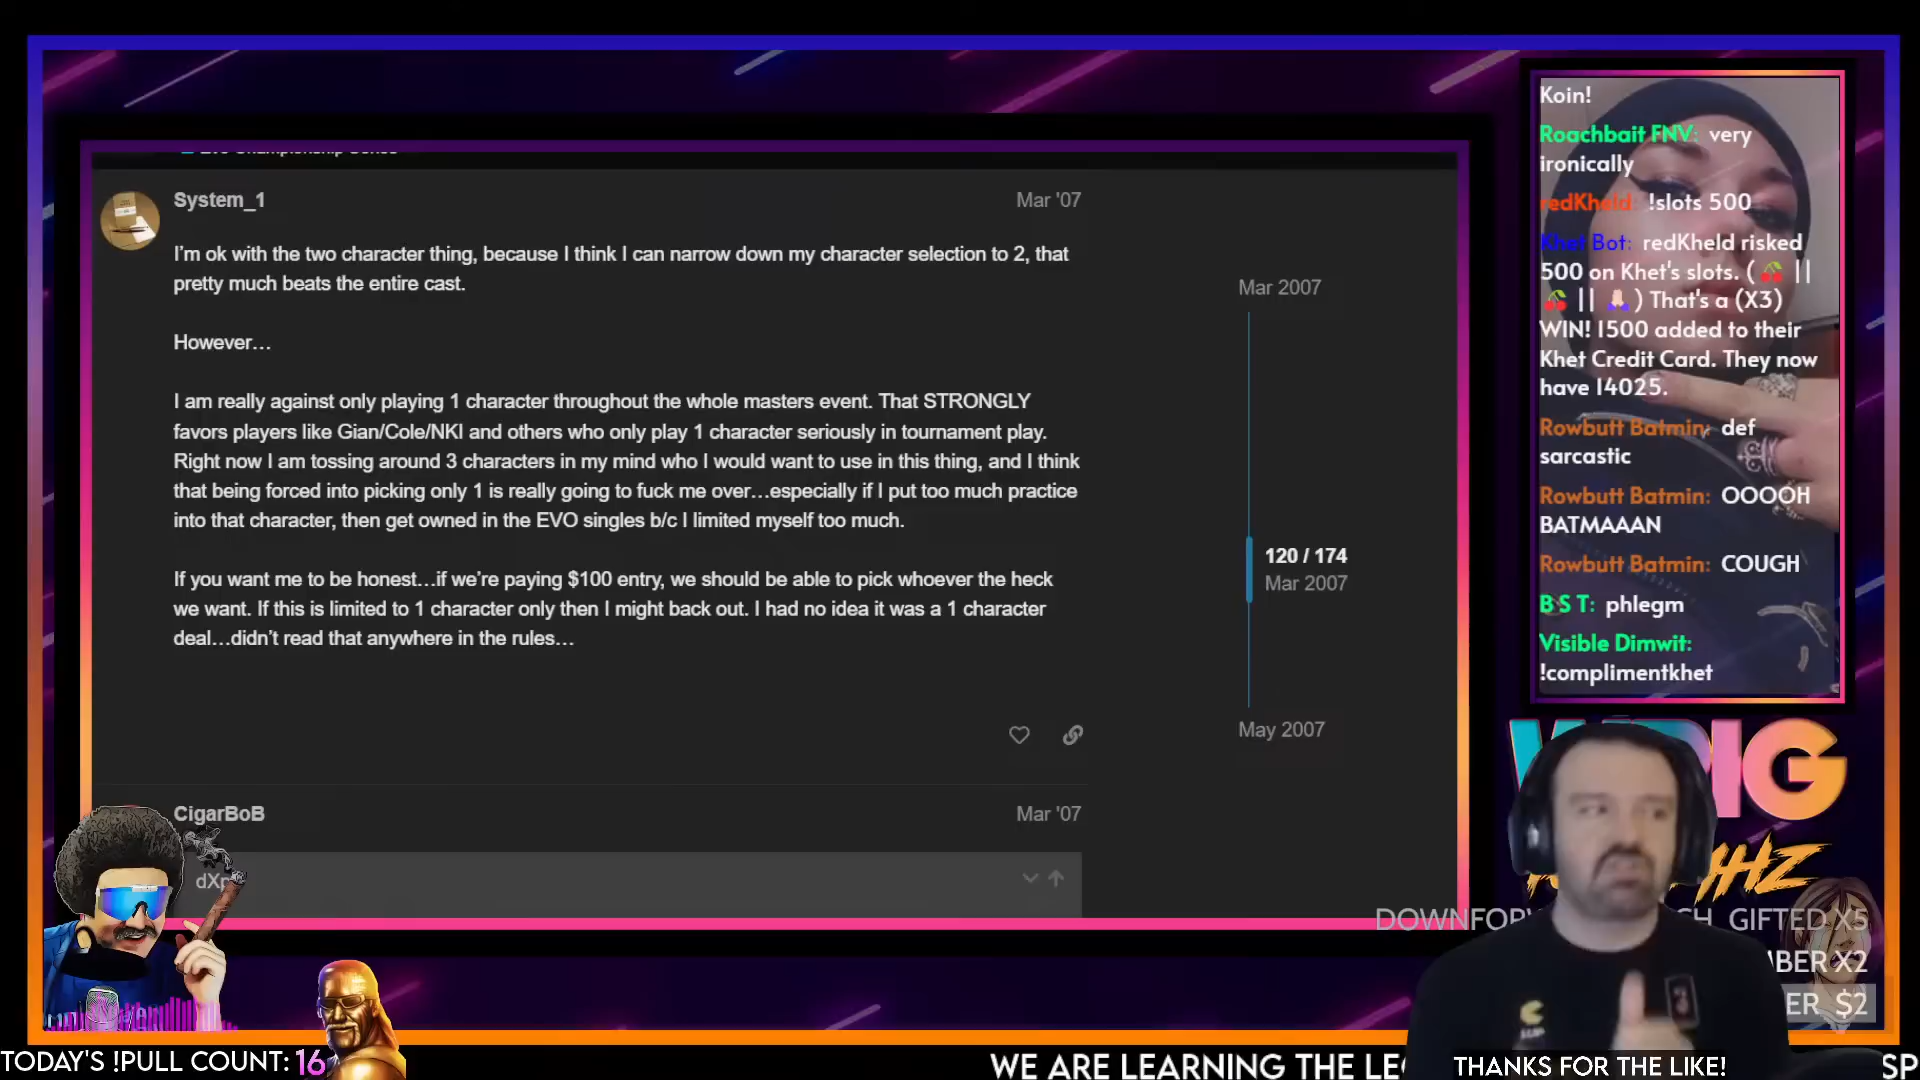 System_1
Mar '07
I'm ok with the two character thing, because I think I can narrow down my character selection to 2, that
pretty much beats the entire cast.
However…
I am really against only playing 1 character throughout the whole masters event. That STRONGLY
favors players like Gian/Cole/NKI and others who only play 1 character seriously in tournament play.
Right now I am tossing around 3 characters in my mind who I would want to use in this thing, and I think
that being forced into picking only 1 is really going to fuck me over…especially if I put too much practice
into that character, then get owned in the EVO singles b/c I limited myself too much.
If you want me to be honest…if we're paying $100 entry, we should be able to pick whoever the heck
we want. If this is limited to 1 character only then I might back out. I had no idea it was a 1 character
deal…didn't read that anywhere in the rules…
CigarBoB
Mar '07
Mar 2007
120 / 174
Mar 2007
May 2007
Koin!
Roachbait FNV: very
ironically
redKheld: !slots 500
Khet Bot: redKheld risked
500 on Khet's slots. ( 🍒 ||
🍒 || ) That's a (X3)
WIN! 1500 added to their
Khet Credit Card. They now
have 14025.
Rowbutt Batmin: def
sarcastic
Rowbutt Batmin: OOOOH
BATMAAAN
Rowbutt Batmin: COUGH
B S T: phlegm
Visible Dimwit:
!complimentkhet
GIFTED X5
X2
$2
TODAY'S !PULL COUNT: 16
WE ARE LEARNING THE
THANKS FOR THE LIKE!
SP